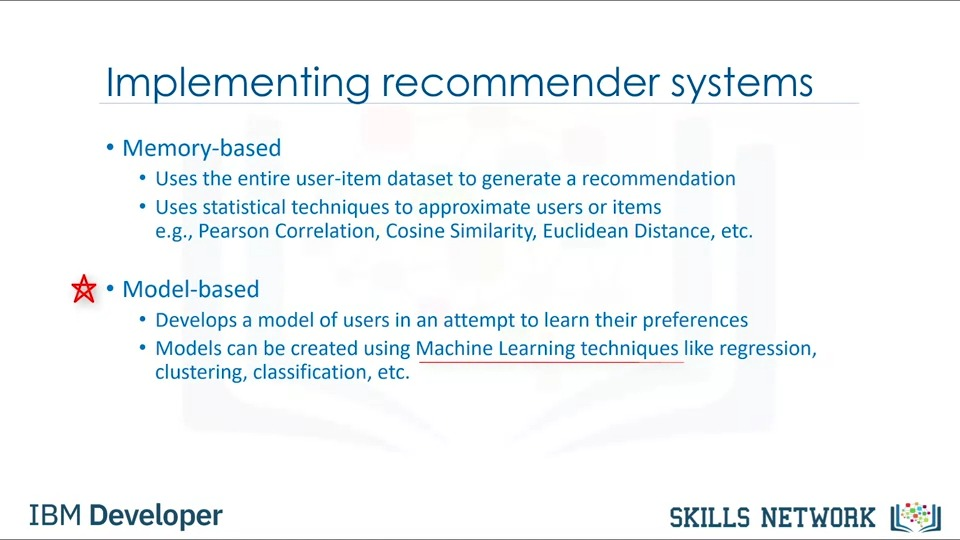 Implementing recommender systems
• Memory-based
• Uses the entire user-item dataset to generate a recommendation
• Uses statistical techniques to approximate users or items
e.g., Pearson Correlation, Cosine Similarity, Euclidean Distance, etc.
• Model-based
• Develops a model of users in an attempt to learn their preferences
• Models can be created using Machine Learning techniques like regression,
clustering, classification, etc.
IBM Developer
SKILLS NETWORK